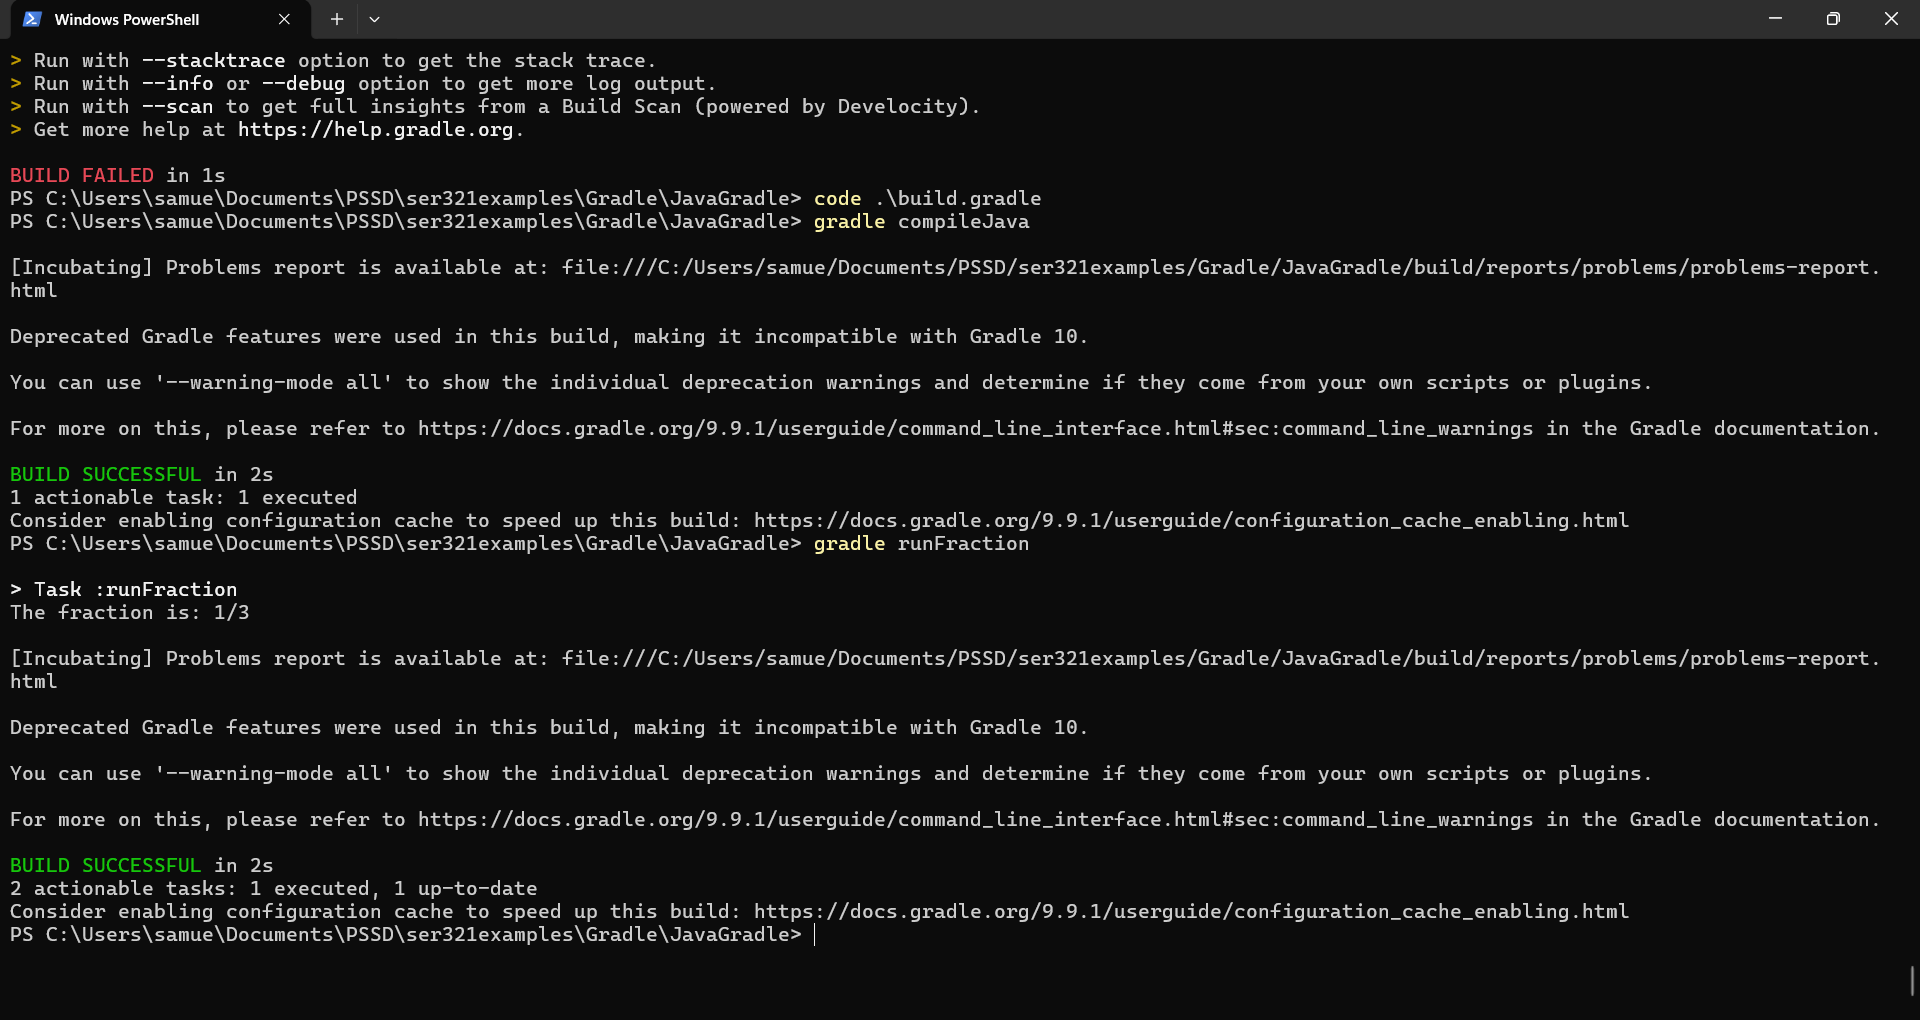 Windows PowerShell
> Run with --stacktrace option to get the stack trace.
> Run with --info or --debug option to get more log output.
> Run with --scan to get full insights from a Build Scan (powered by Develocity).
> Get more help at https://help.gradle.org.
BUILD FAILED in 1s
PS C:\Users\samue\Documents\PSSD\ser321examples\Gradle\JavaGradle> code .\build.gradle
PS C:\Users\samue\Documents\PSSD\ser321examples\Gradle\JavaGradle> gradle compileJava
[Incubating] Problems report is available at: file:///C:/Users/samue/Documents/PSSD/ser321examples/Gradle/JavaGradle/build/reports/problems/problems-report.
html
Deprecated Gradle features were used in this build, making it incompatible with Gradle 10.
You can use '--warning-mode all' to show the individual deprecation warnings and determine if they come from your own scripts or plugins.
For more on this, please refer to https://docs.gradle.org/9.9.1/userguide/command_line_interface.html#sec:command_line_warnings in the Gradle documentation.
BUILD SUCCESSFUL in 2s
1 actionable task: 1 executed
Consider enabling configuration cache to speed up this build: https://docs.gradle.org/9.9.1/userguide/configuration_cache_enabling.html
PS C:\Users\samue\Documents\PSSD\ser321examples\Gradle\JavaGradle> gradle runFraction
> Task :runFraction
The fraction is: 1/3
[Incubating] Problems report is available at: file:///C:/Users/samue/Documents/PSSD/ser321examples/Gradle/JavaGradle/build/reports/problems/problems-report.
html
Deprecated Gradle features were used in this build, making it incompatible with Gradle 10.
You can use '--warning-mode all' to show the individual deprecation warnings and determine if they come from your own scripts or plugins.
For more on this, please refer to https://docs.gradle.org/9.9.1/userguide/command_line_interface.html#sec:command_line_warnings in the Gradle documentation.
BUILD SUCCESSFUL in 2s
2 actionable tasks: 1 executed, 1 up-to-date
Consider enabling configuration cache to speed up this build: https://docs.gradle.org/9.9.1/userguide/configuration_cache_enabling.html
PS C:\Users\samue\Documents\PSSD\ser321examples\Gradle\JavaGradle>